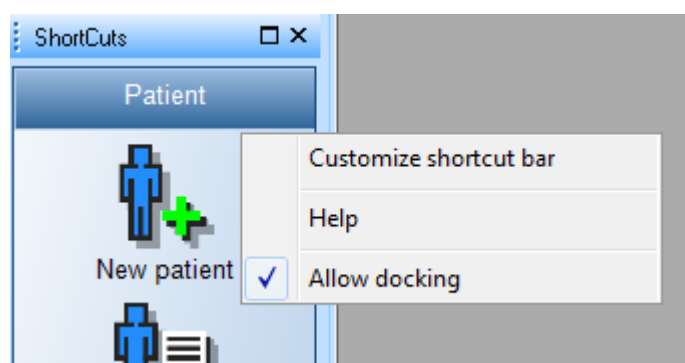 ShortCuts
Patient
Customize shortcut bar
Help
New patient
Allow docking